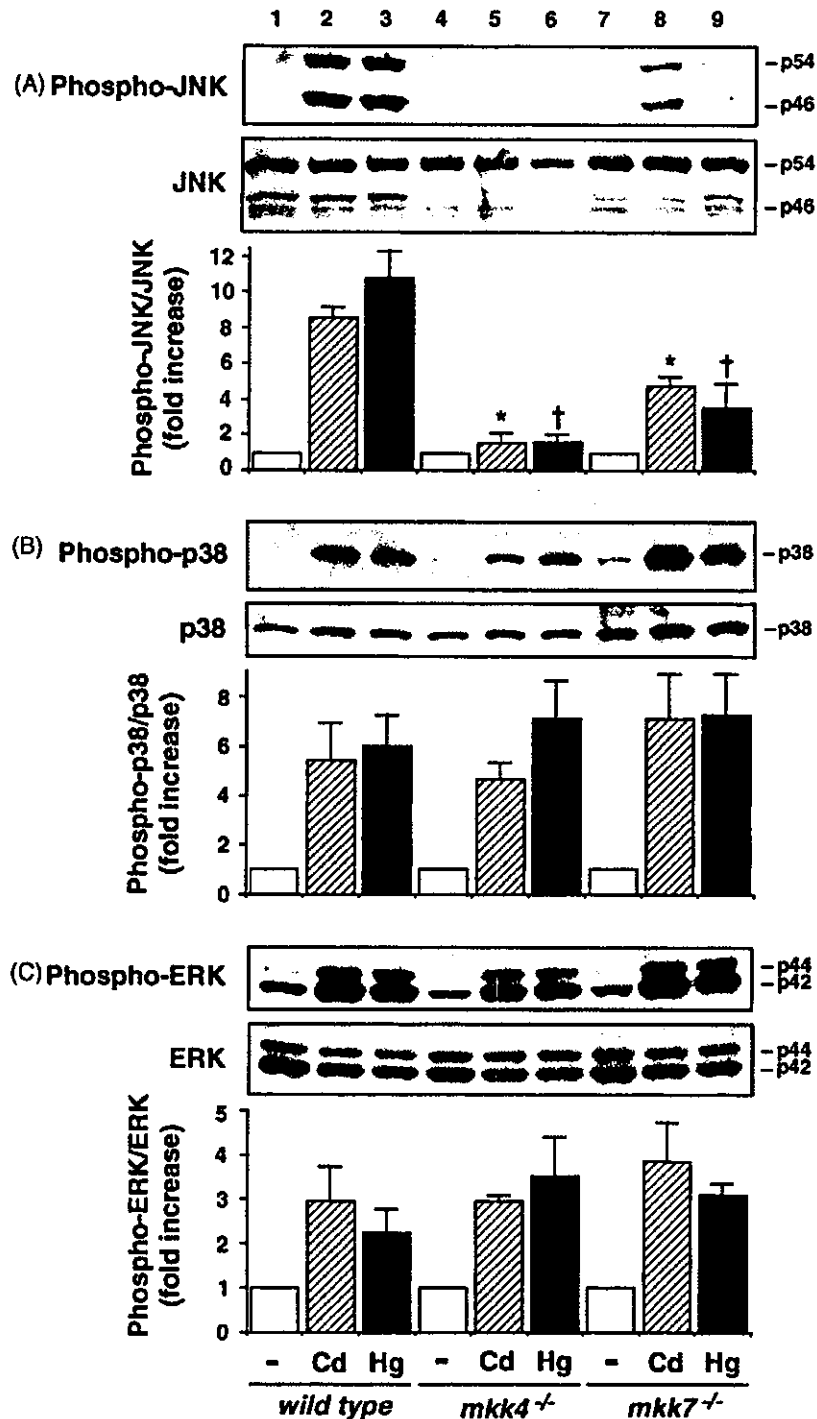 1 2 3 4 5 6 7 8 9
(A) Phospho-JNK
-p54
-p46
JNK
-p54
-p46
Phospho-JNK/JNK
(fold increase)
12
10
8
6
4
2
0
* † * †
(B) Phospho-p38
-p38
p38
-p38
Phospho-p38/p38
(fold increase)
8
6
4
2
0
(C) Phospho-ERK
-p44
-p42
ERK
-p44
-p42
Phospho-ERK/ERK
(fold increase)
5
4
3
2
1
0
- Cd Hg - Cd Hg - Cd Hg
wild type mkk4-/- mkk7-/-